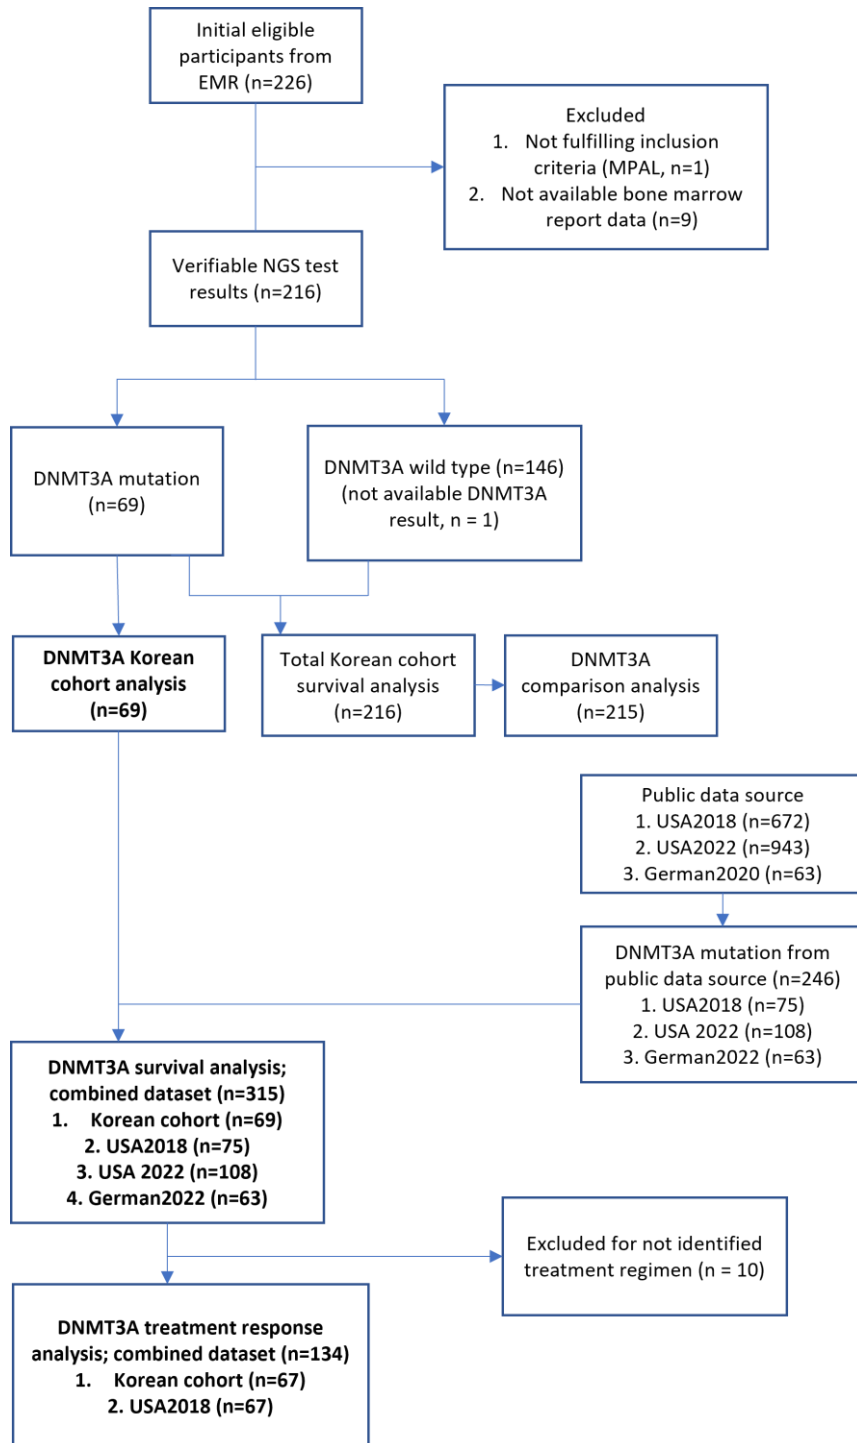 Initial eligible
participants from
EMR (n=226)
Excluded
1. Not fulfilling inclusion
criteria (MPAL, n=1)
2. Not available bone marrow
report data (n=9)
Verifiable NGS test
results (n=216)
DNMT3A mutation
(n=69)
DNMT3A wild type (n=146)
(not available DNMT3A
result, n = 1)
DNMT3A Korean
cohort analysis
(n=69)
Total Korean cohort
survival analysis
(n=216)
DNMT3A
comparison analysis
(n=215)
Public data source
1. USA2018 (n=672)
2. USA2022 (n=943)
3. German2020 (n=63)
DNMT3A mutation from
public data source (n=246)
1. USA2018 (n=75)
2. USA 2022 (n=108)
3. German2022 (n=63)
DNMT3A survival analysis;
combined dataset (n=315)
1. Korean cohort (n=69)
2. USA2018 (n=75)
3. USA 2022 (n=108)
4. German2022 (n=63)
Excluded for not identified
treatment regimen (n = 10)
DNMT3A treatment response
analysis; combined dataset (n=134)
1. Korean cohort (n=67)
2. USA2018 (n=67)